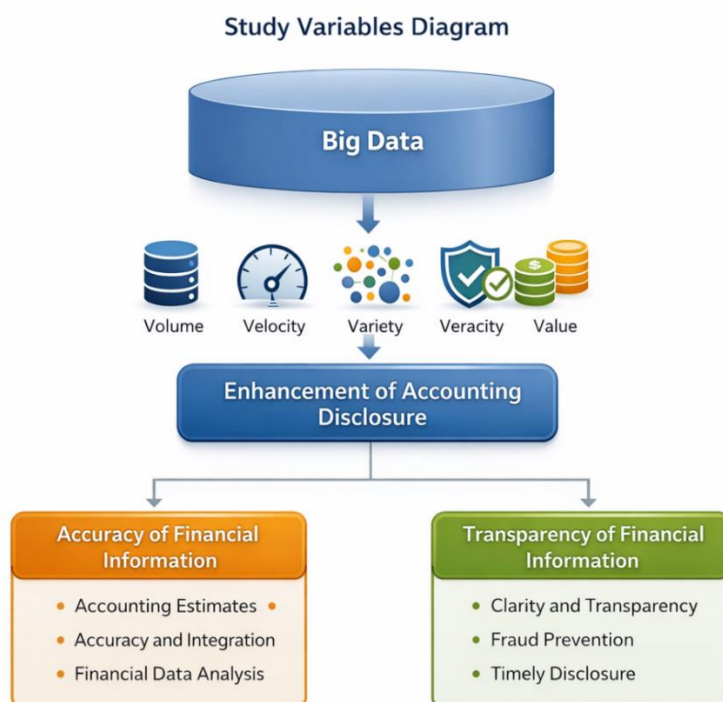 Study Variables Diagram
Big Data
Volume
Velocity
Variety
Veracity
Value
Enhancement of Accounting
Disclosure
Accuracy of Financial
Information
• Accounting Estimates •
• Accuracy and Integration
• Financial Data Analysis
Transparency of Financial
Information
• Clarity and Transparency
• Fraud Prevention
• Timely Disclosure
$